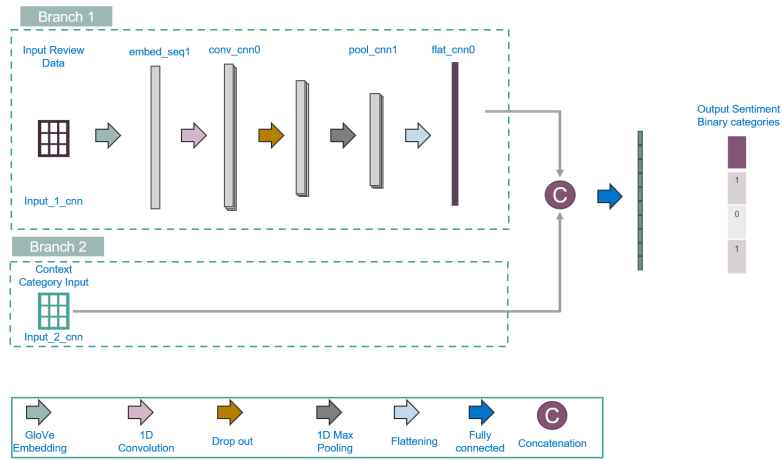 Branch 1
Input Review
Data
embed_seq1
conv_cnn0
pool_cnn1
flat_cnn0
Input_1_cnn
C
Output Sentiment
Binary categories
1
0
1
Branch 2
Context
Category Input
Input_2_cnn
GloVe
Embedding
1D
Convolution
Drop out
1D Max
Pooling
Flattening
Fully
connected
C
Concatenation